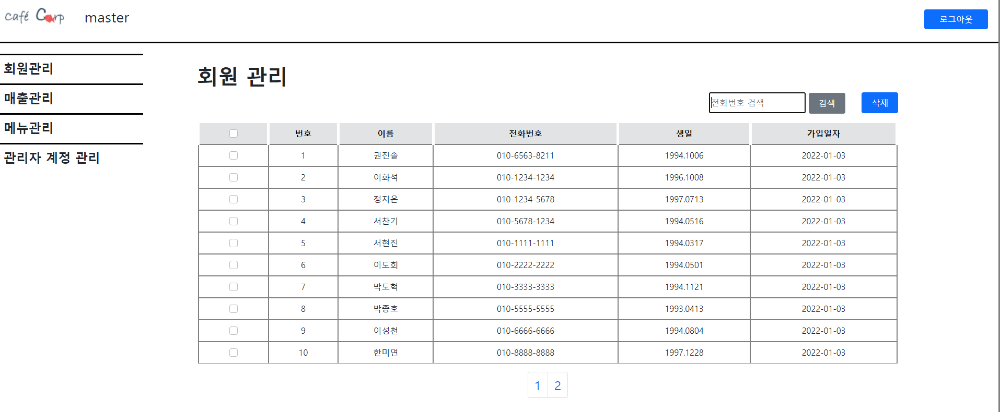 café Carp master 로그아웃
회원관리
매출관리
메뉴관리
관리자 계정 관리
회원 관리
전화번호 검색 검색 삭제
번호 이름 전화번호 생일 가입일자
1 권진솔 010-6563-8211 1994.1006 2022-01-03
2 이화석 010-1234-1234 1996.1008 2022-01-03
3 정지은 010-1234-5678 1997.0713 2022-01-03
4 서찬기 010-5678-1234 1994.0516 2022-01-03
5 서현진 010-1111-1111 1994.0317 2022-01-03
6 이도희 010-2222-2222 1994.0501 2022-01-03
7 박도혁 010-3333-3333 1994.1121 2022-01-03
8 박종호 010-5555-5555 1993.0413 2022-01-03
9 이성천 010-6666-6666 1994.0804 2022-01-03
10 한미연 010-8888-8888 1997.1228 2022-01-03
1 2